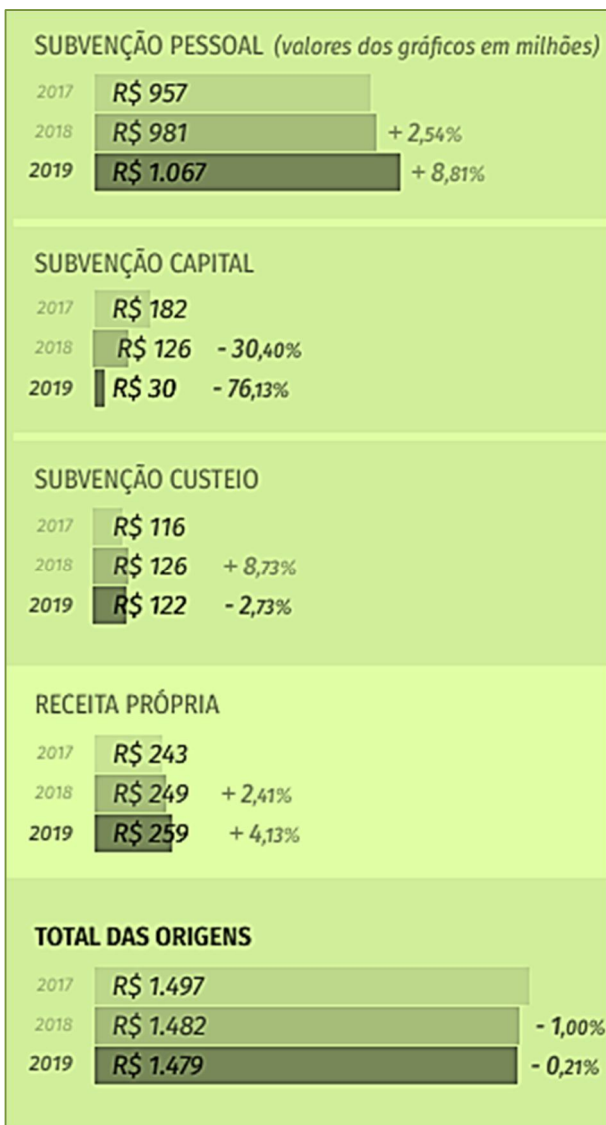 SUBVENÇÃO PESSOAL (valores dos gráficos em milhões)
2017 R$ 957
2018 R$ 981 + 2,54%
2019 R$ 1.067 + 8,81%
SUBVENÇÃO CAPITAL
2017 R$ 182
2018 R$ 126 - 30,40%
2019 R$ 30 - 76,13%
SUBVENÇÃO CUSTEIO
2017 R$ 116
2018 R$ 126 + 8,73%
2019 R$ 122 - 2,73%
RECEITA PRÓPRIA
2017 R$ 243
2018 R$ 249 + 2,41%
2019 R$ 259 + 4,13%
TOTAL DAS ORIGENS
2017 R$ 1.497
2018 R$ 1.482 - 1,00%
2019 R$ 1.479 - 0,21%